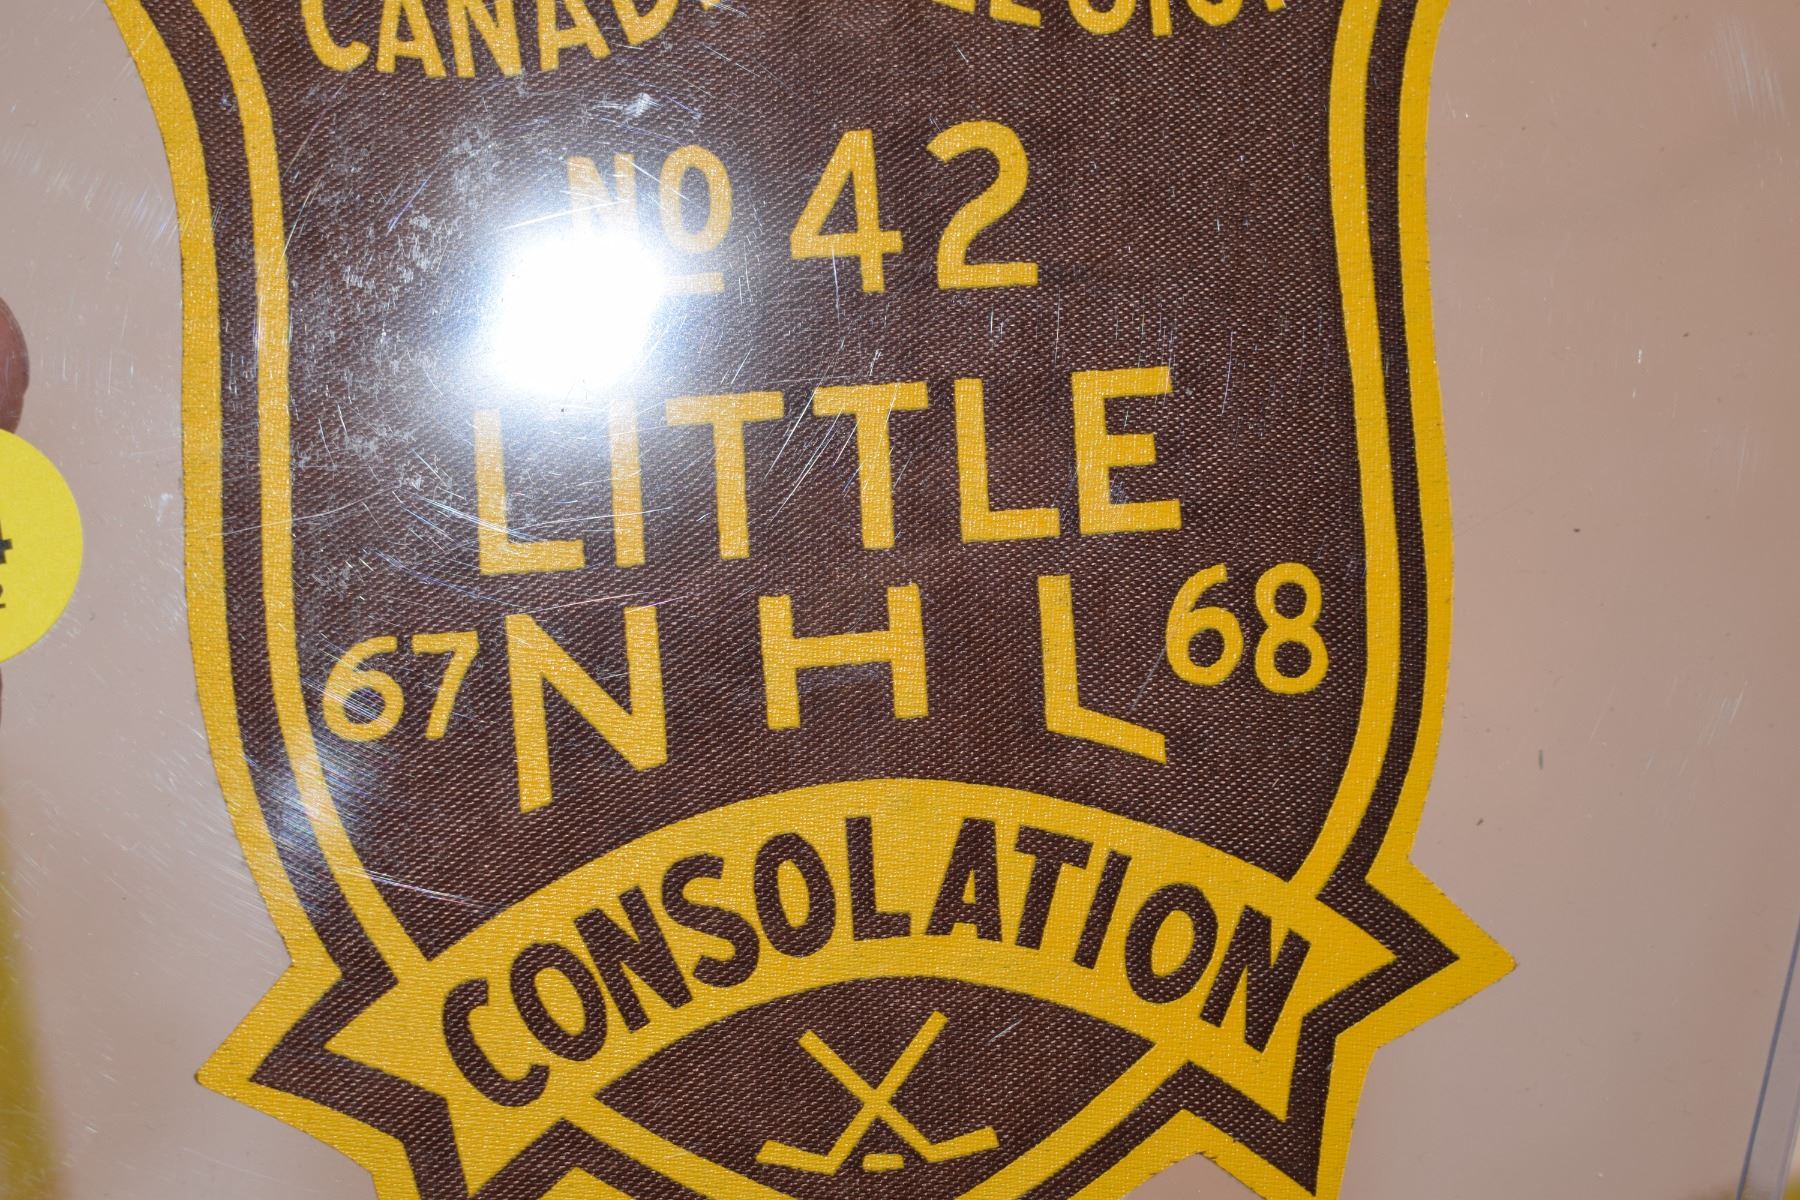 No 42
LITTLE
67 NHL 68
CONSOLATION